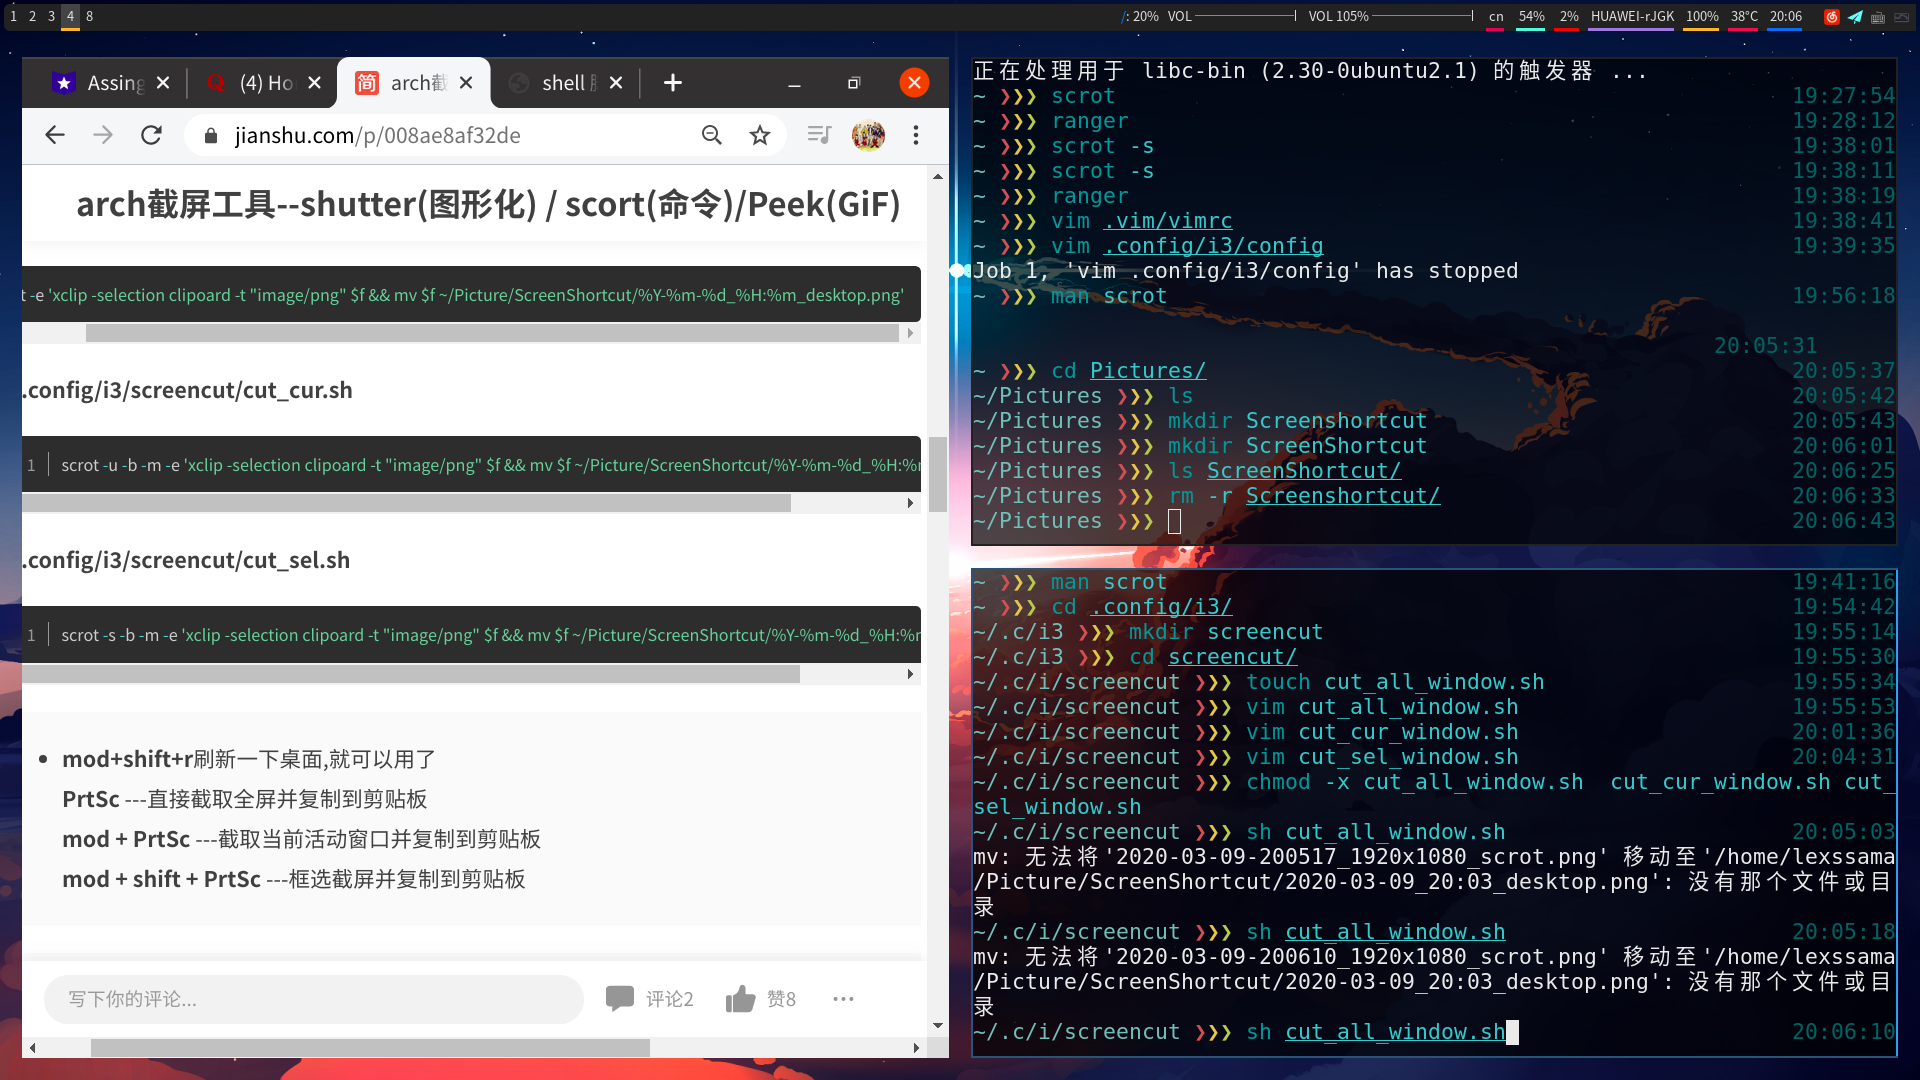 1 2 3 4 8
/: 20% VOL VOL 105% cn 54% 2% HUAWEI-rJGK 100% 38°C 20:06
Assing (4) Ho arch截 shell
jianshu.com/p/008ae8af32de
arch截屏工具--shutter(图形化) / scort(命令)/Peek(GiF)
t -e 'xclip -selection clipoard -t "image/png" $f && mv $f ~/Picture/ScreenShortcut/%Y-%m-%d_%H:%m_desktop.png'
.config/i3/screencut/cut_cur.sh
1 scrot -u -b -m -e 'xclip -selection clipoard -t "image/png" $f && mv $f ~/Picture/ScreenShortcut/%Y-%m-%d_%H:%
.config/i3/screencut/cut_sel.sh
1 scrot -s -b -m -e 'xclip -selection clipoard -t "image/png" $f && mv $f ~/Picture/ScreenShortcut/%Y-%m-%d_%H:%
mod+shift+r刷新一下桌面,就可以用了
PrtSc ---直接截取全屏并复制到剪贴板
mod + PrtSc ---截取当前活动窗口并复制到剪贴板
mod + shift + PrtSc ---框选截屏并复制到剪贴板
写下你的评论... 评论2 赞8
正在处理用于 libc-bin (2.30-0ubuntu2.1) 的触发器 ...
~ ❯❯❯ scrot 19:27:54
~ ❯❯❯ ranger 19:28:12
~ ❯❯❯ scrot -s 19:38:01
~ ❯❯❯ scrot -s 19:38:11
~ ❯❯❯ ranger 19:38:19
~ ❯❯❯ vim .vim/vimrc 19:38:41
~ ❯❯❯ vim .config/i3/config 19:39:35
Job 1, 'vim .config/i3/config' has stopped
~ ❯❯❯ man scrot 19:56:18
20:05:31
~ ❯❯❯ cd Pictures/ 20:05:37
~/Pictures ❯❯❯ ls 20:05:42
~/Pictures ❯❯❯ mkdir Screenshortcut 20:05:43
~/Pictures ❯❯❯ mkdir ScreenShortcut 20:06:01
~/Pictures ❯❯❯ ls ScreenShortcut/ 20:06:25
~/Pictures ❯❯❯ rm -r Screenshortcut/ 20:06:33
~/Pictures ❯❯❯ 20:06:43
~ ❯❯❯ man scrot 19:41:16
~ ❯❯❯ cd .config/i3/ 19:54:42
~/.c/i3 ❯❯❯ mkdir screencut 19:55:14
~/.c/i3 ❯❯❯ cd screencut/ 19:55:30
~/.c/i/screencut ❯❯❯ touch cut_all_window.sh 19:55:34
~/.c/i/screencut ❯❯❯ vim cut_all_window.sh 19:55:53
~/.c/i/screencut ❯❯❯ vim cut_cur_window.sh 20:01:36
~/.c/i/screencut ❯❯❯ vim cut_sel_window.sh 20:04:31
~/.c/i/screencut ❯❯❯ chmod -x cut_all_window.sh  cut_cur_window.sh cut_
sel_window.sh
~/.c/i/screencut ❯❯❯ sh cut_all_window.sh 20:05:03
mv: 无法将'2020-03-09-200517_1920x1080_scrot.png' 移动至'/home/lexssama
/Picture/ScreenShortcut/2020-03-09_20:03_desktop.png': 没有那个文件或目
录
~/.c/i/screencut ❯❯❯ sh cut_all_window.sh 20:05:18
mv: 无法将'2020-03-09-200610_1920x1080_scrot.png' 移动至'/home/lexssama
/Picture/ScreenShortcut/2020-03-09_20:03_desktop.png': 没有那个文件或目
录
~/.c/i/screencut ❯❯❯ sh cut_all_window.sh 20:06:10